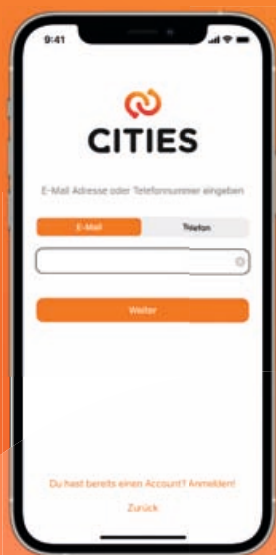 9:41
CITIES
E-Mail Adresse oder Telefonnummer eingeben
E-Mail Telefon
Weiter
Du hast bereits einen Account? Anmelden!
Zurück